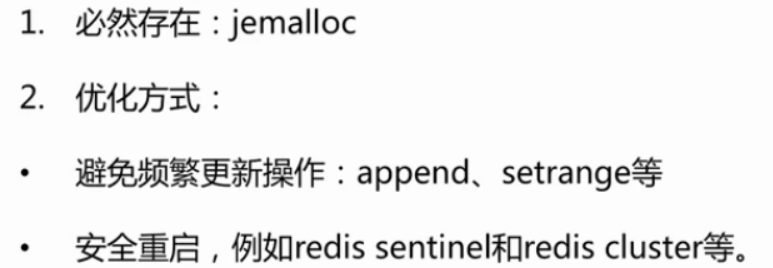 1. 必然存在：jemalloc
2. 优化方式：
• 避免频繁更新操作：append、setrange等
• 安全重启，例如redis sentinel和redis cluster等。